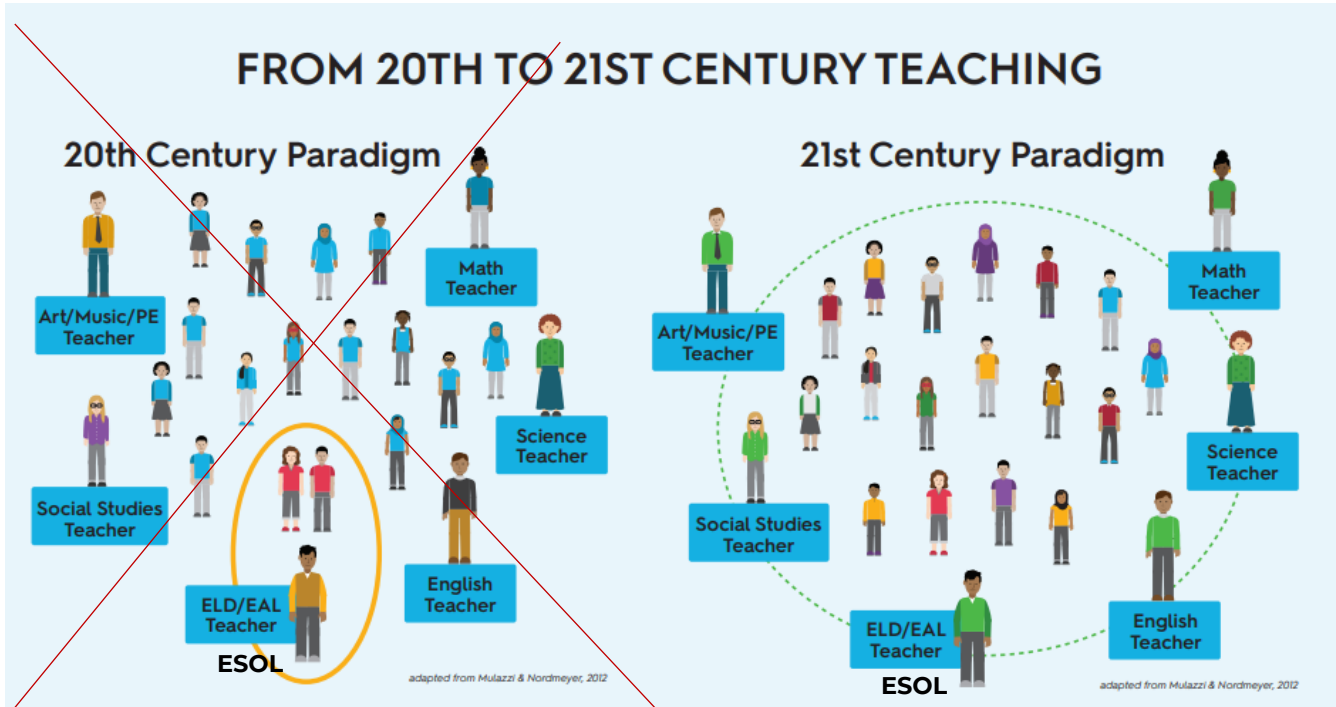 FROM 20TH TO 21ST CENTURY TEACHING
20th Century Paradigm
Math
Teacher
Art/Music/PE
Teacher
Science
Teacher
Social Studies
Teacher
English
Teacher
ELD/EAL
Teacher
ESOL
adapted from Mulazzi & Nordmeyer, 2012
21st Century Paradigm
Math
Teacher
Art/Music/PE
Teacher
Science
Teacher
Social Studies
Teacher
English
Teacher
ELD/EAL
Teacher
ESOL
adapted from Mulazzi & Nordmeyer, 2012